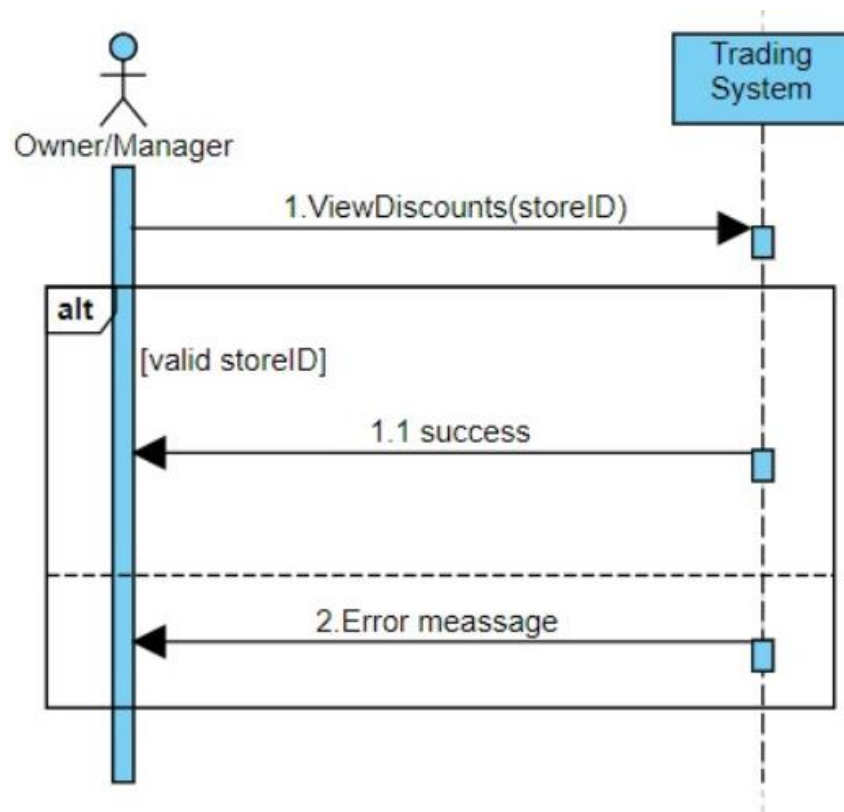 Trading
System
Owner/Manager
1.ViewDiscounts(storeID)
alt
[valid storeID]
1.1 success
2.Error meassage